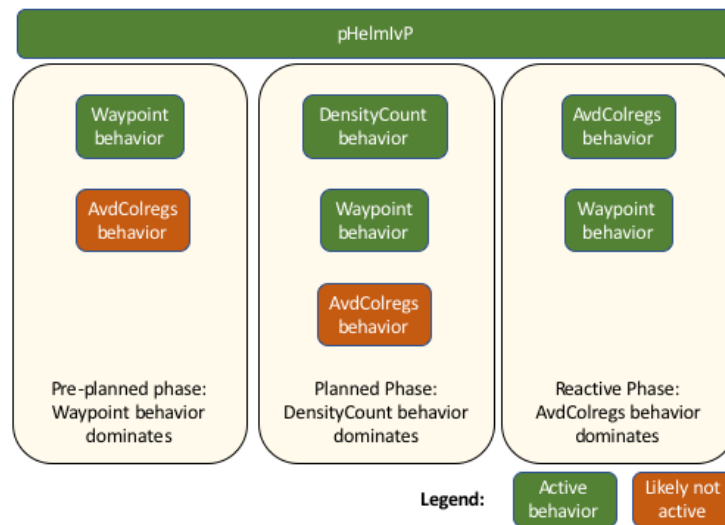 pHelmIvP
Waypoint
behavior
AvdColregs
behavior
Pre-planned phase:
Waypoint behavior
dominates
DensityCount
behavior
Waypoint
behavior
AvdColregs
behavior
Planned Phase:
DensityCount behavior
dominates
AvdColregs
behavior
Waypoint
behavior
Reactive Phase:
AvdColregs behavior
dominates
Legend:
Active
behavior
Likely not
active